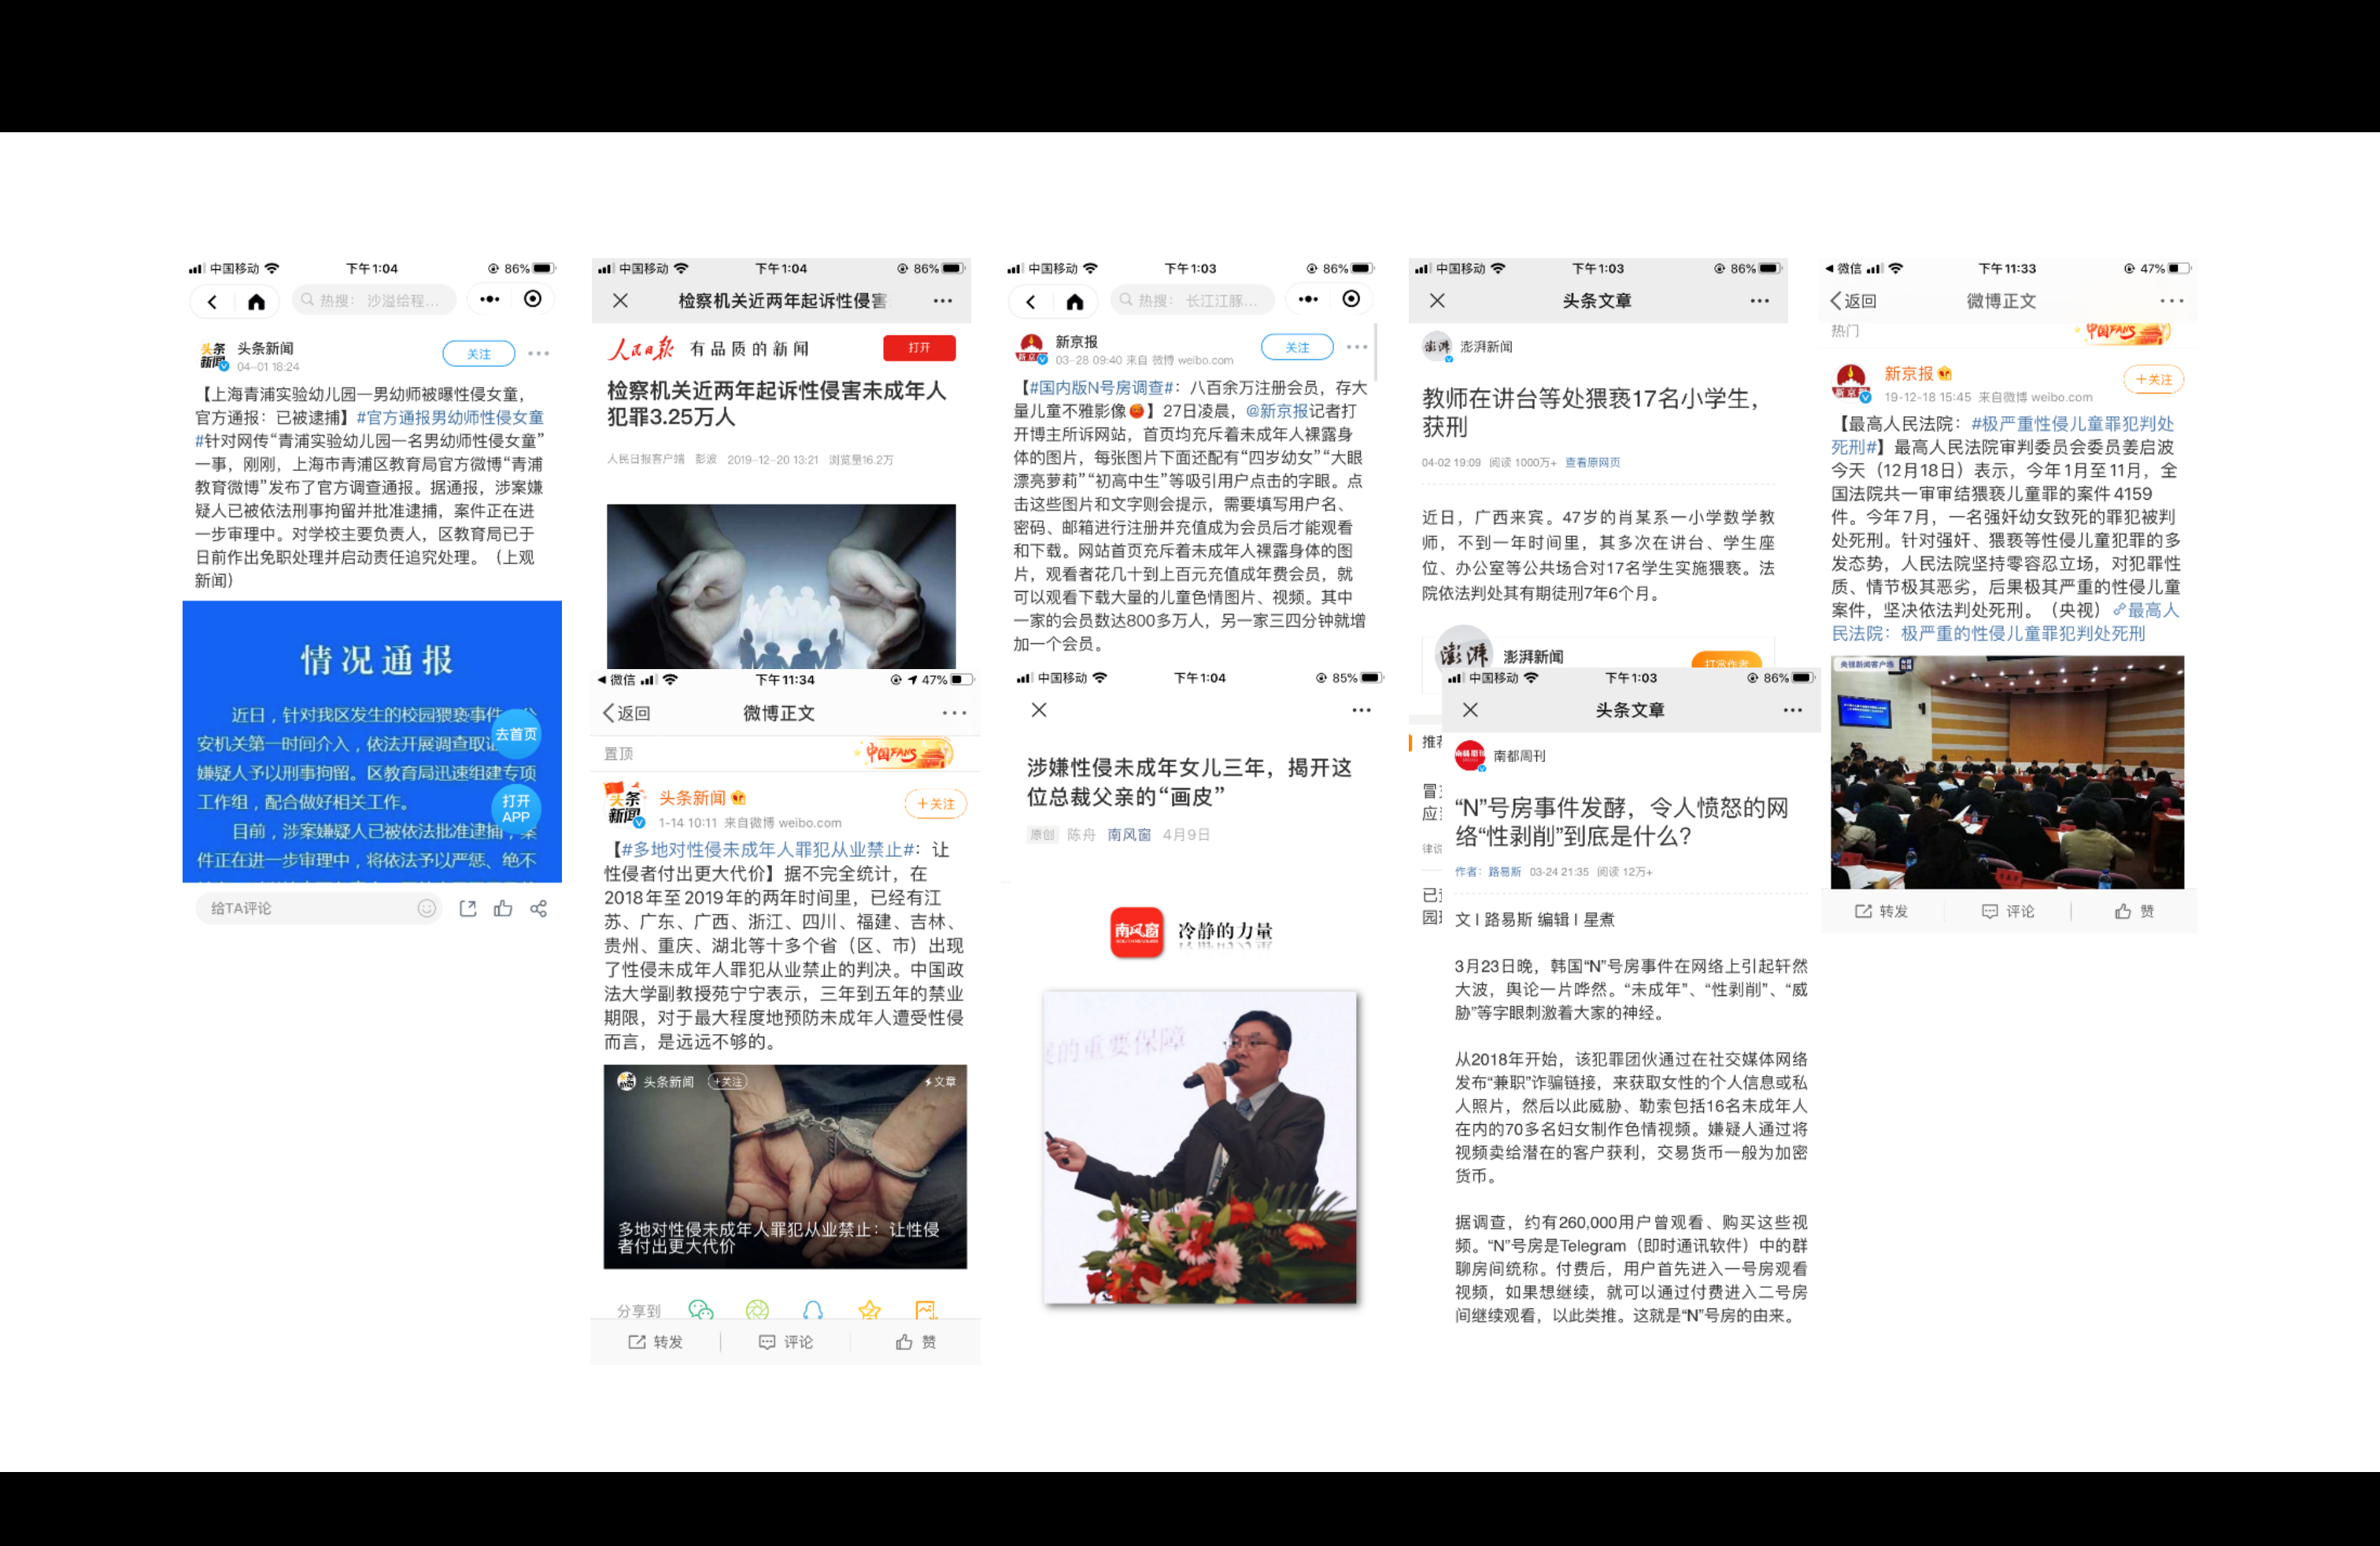 中国移动 下午1:04 86%
热搜：沙溢给程...
头条新闻
04-01 18:24
关注
【上海青浦实验幼儿园一男幼师被曝性侵女童，
官方通报：已被逮捕】#官方通报男幼师性侵女童
#针对网传“青浦实验幼儿园一名男幼师性侵女童”
一事，刚刚，上海市青浦区教育局官方微博“青浦
教育微博”发布了官方调查通报。据通报，涉案嫌
疑人已被依法刑事拘留并批准逮捕，案件正在进
一步审理中。对学校主要负责人，区教育局已于
日前作出免职处理并启动责任追究处理。（上观
新闻）
情况通报
近日，针对我区发生的校园猥亵事件
安机关第一时间介入，依法开展调查取
嫌疑人予以刑事拘留。区教育局迅速组建专项
工作组，配合做好相关工作。
目前，涉案嫌疑人已被依法批准逮捕，案
件正在进一步审理中，将依法予以严惩、绝不
去首页
打开
APP
给TA评论
中国移动 下午1:04 86%
检察机关近两年起诉性侵害
人民日报 有品质的新闻
打开
检察机关近两年起诉性侵害未成年人
犯罪3.25万人
人民日报客户端 彭波 2019-12-20 13:21 浏览量16.2万
微信 下午11:34 47%
返回 微博正文
置顶
中国FANS
头条新闻
1-14 10:11 来自微博 weibo.com
+关注
【#多地对性侵未成年人罪犯从业禁止#：让
性侵者付出更大代价】据不完全统计，在
2018年至2019年的两年时间里，已经有江
苏、广东、广西、浙江、四川、福建、吉林、
贵州、重庆、湖北等十多个省（区、市）出现
了性侵未成年人罪犯从业禁止的判决。中国政
法大学副教授苑宁宁表示，三年到五年的禁业
期限，对于最大程度地预防未成年人遭受性侵
而言，是远远不够的。
头条新闻 +关注 文章
多地对性侵未成年人罪犯从业禁止：让性侵
者付出更大代价
分享到
转发 评论 赞
中国移动 下午1:03 86%
热搜：长江江豚...
新京报
03-28 09:40 来自 微博 weibo.com
关注
【#国内版N号房调查#：八百余万注册会员，存大
量儿童不雅影像】27日凌晨，@新京报记者打
开博主所诉网站，首页均充斥着未成年人裸露身
体的图片，每张图片下面还配有“四岁幼女”“大眼
漂亮萝莉”“初高中生”等吸引用户点击的字眼。点
击这些图片和文字则会提示，需要填写用户名、
密码、邮箱进行注册并充值成为会员后才能观看
和下载。网站首页充斥着未成年人裸露身体的图
片，观看者花几十到上百元充值成年费会员，就
可以观看下载大量的儿童色情图片、视频。其中
一家的会员数达800多万人，另一家三四分钟就增
加一个会员。
中国移动 下午1:04 85%
涉嫌性侵未成年女儿三年，揭开这
位总裁父亲的“画皮”
原创 陈舟 南风窗 4月9日
南风窗 冷静的力量
的重要保障
中国移动 下午1:03 86%
头条文章
澎湃新闻
教师在讲台等处猥亵17名小学生，
获刑
04-02 19:09 阅读 1000万+ 查看原网页
近日，广西来宾。47岁的肖某系一小学数学教
师，不到一年时间里，其多次在讲台、学生座
位、办公室等公共场合对17名学生实施猥亵。法
院依法判处其有期徒刑7年6个月。
澎湃 澎湃新闻
打赏作者
中国移动 下午1:03 86%
头条文章
南都周刊
“N”号房事件发酵，令人愤怒的网
络“性剥削”到底是什么？
作者：路易斯 03-24 21:35 阅读 12万+
文 | 路易斯 编辑 | 星煮
3月23日晚，韩国“N”号房事件在网络上引起轩然
大波，舆论一片哗然。“未成年”、“性剥削”、“威
胁”等字眼刺激着大家的神经。
从2018年开始，该犯罪团伙通过在社交媒体网络
发布“兼职”诈骗链接，来获取女性的个人信息或私
人照片，然后以此威胁、勒索包括16名未成年人
在内的70多名妇女制作色情视频。嫌疑人通过将
视频卖给潜在的客户获利，交易货币一般为加密
货币。
据调查，约有260,000用户曾观看、购买这些视
频。“N”号房是Telegram（即时通讯软件）中的群
聊房间统称。付费后，用户首先进入一号房观看
视频，如果想继续，就可以通过付费进入二号房
间继续观看，以此类推。这就是“N”号房的由来。
微信 下午11:33 47%
返回 微博正文
热门
中国FANS
新京报
19-12-18 15:45 来自微博 weibo.com
+关注
【最高人民法院：#极严重性侵儿童罪犯判处
死刑#】最高人民法院审判委员会委员姜启波
今天（12月18日）表示，今年1月至11月，全
国法院共一审审结猥亵儿童罪的案件4159
件。今年7月，一名强奸幼女致死的罪犯被判
处死刑。针对强奸、猥亵等性侵儿童犯罪的多
发态势，人民法院坚持零容忍立场，对犯罪性
质、情节极其恶劣，后果极其严重的性侵儿童
案件，坚决依法判处死刑。（央视）最高人
民法院：极严重的性侵儿童罪犯判处死刑
央视新闻客户端
转发 评论 赞